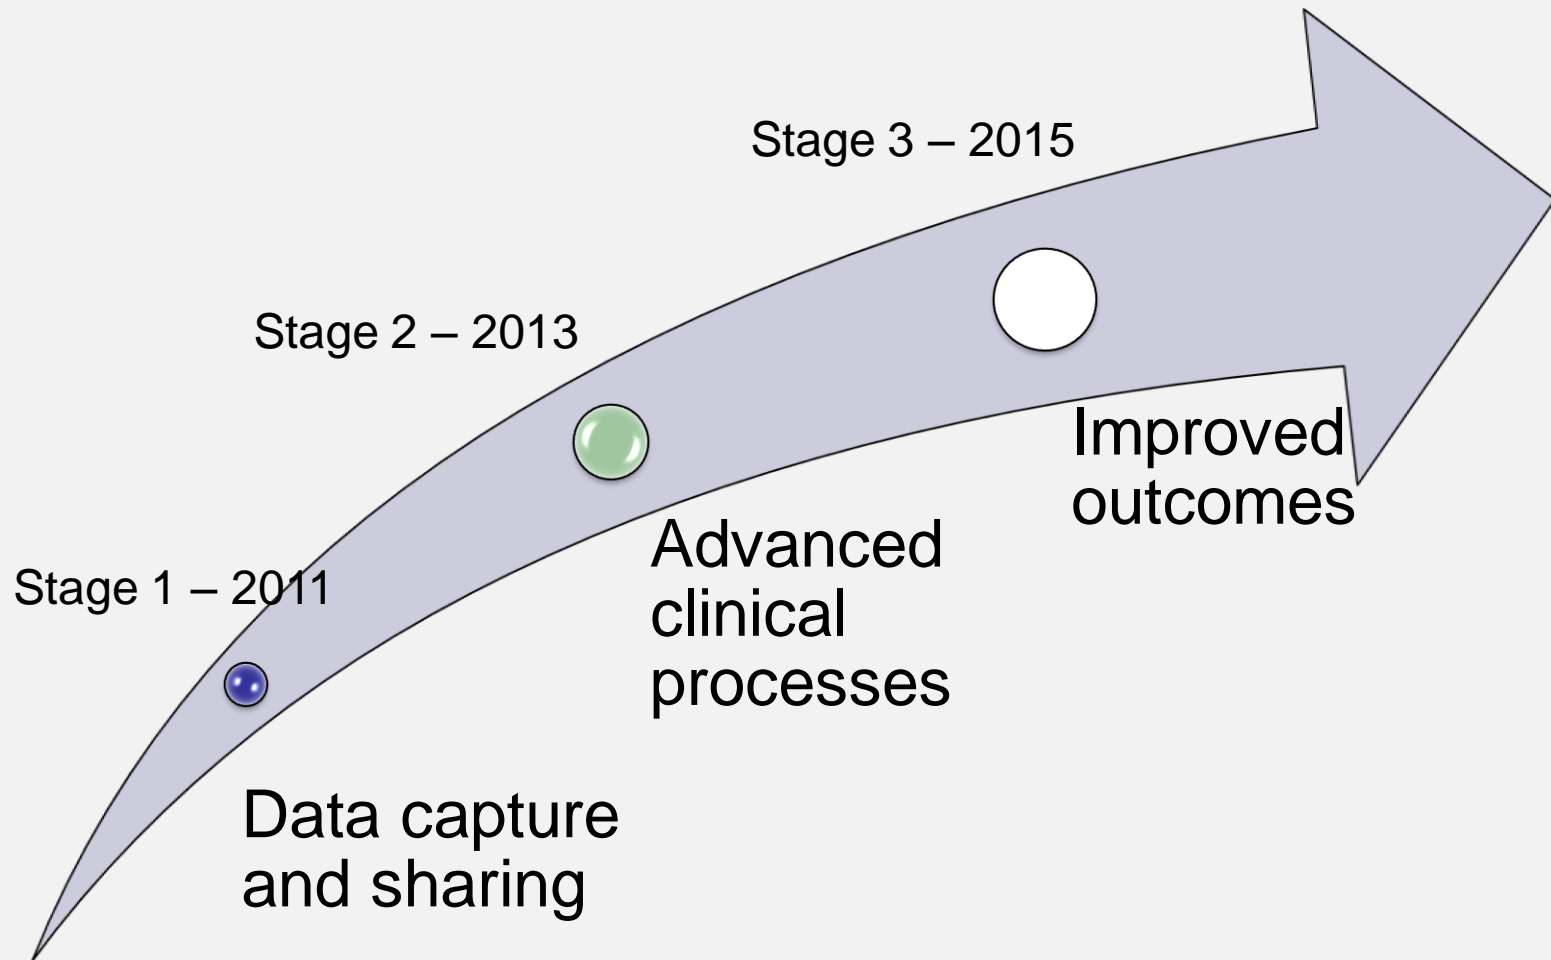 Stage 3 – 2015
Stage 2 – 2013
Improved
outcomes
Advanced
clinical
processes
Stage 1 – 2011
Data capture
and sharing